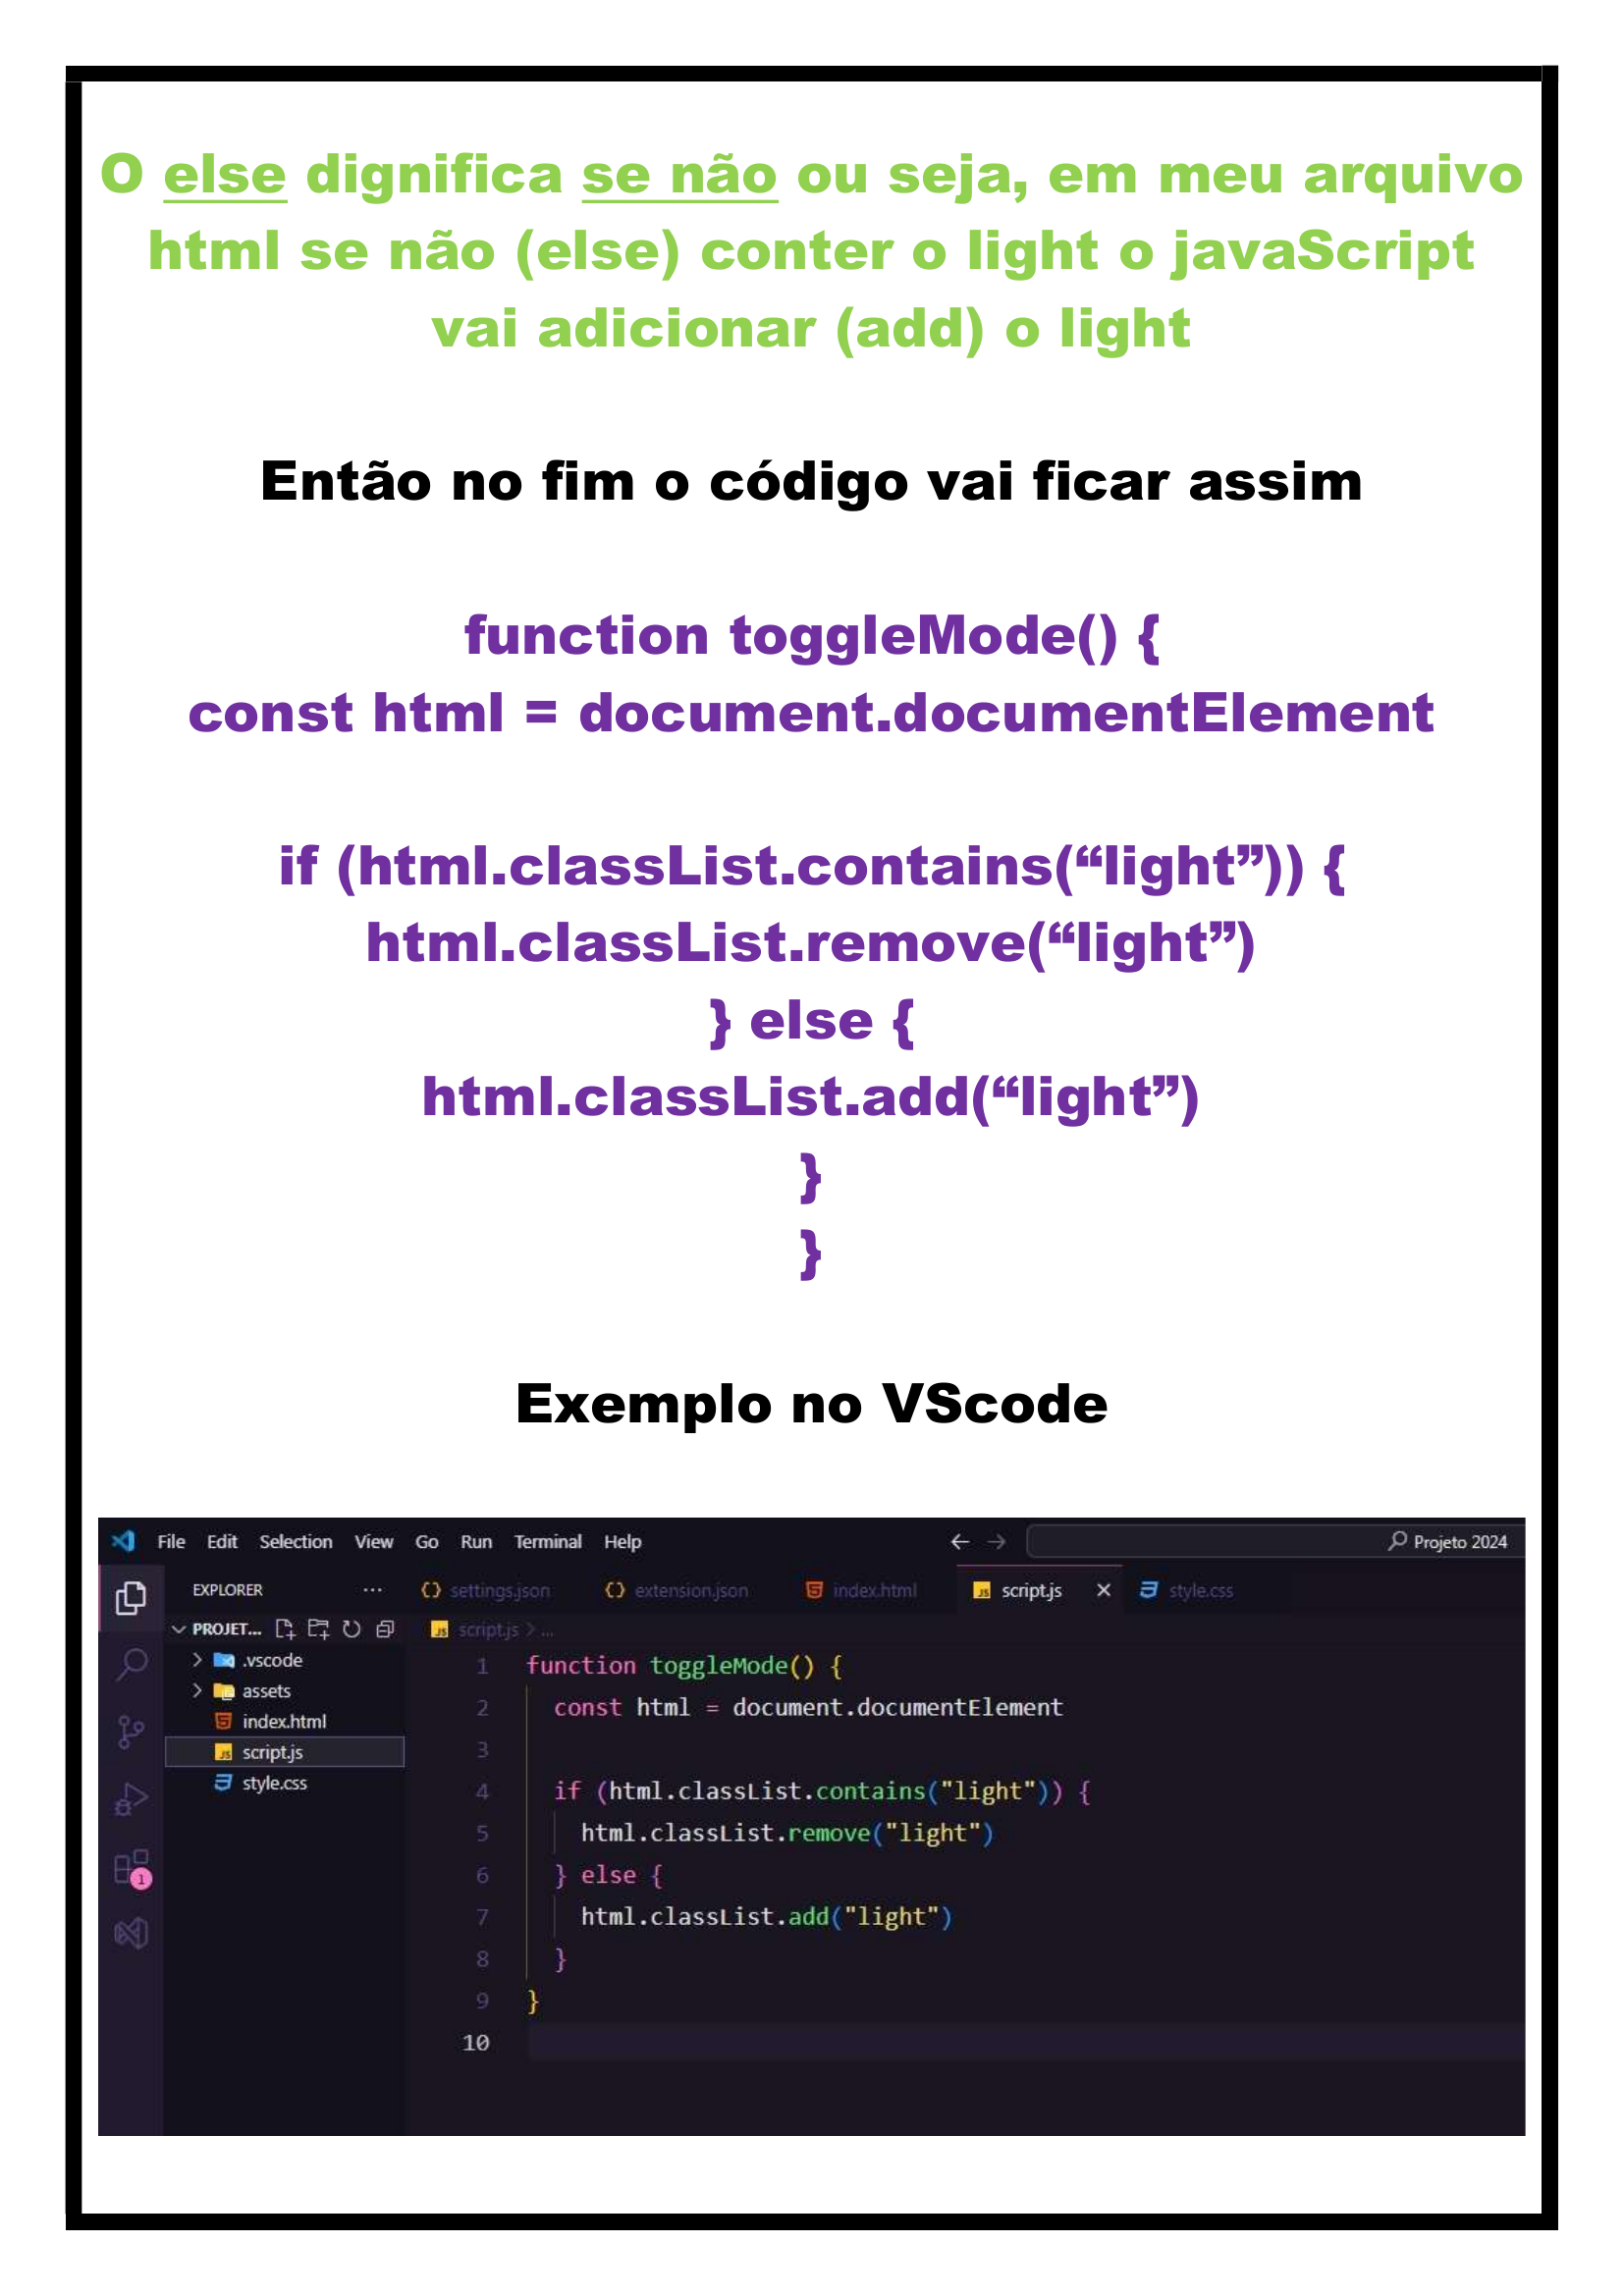 O else dignifica se não ou seja, em meu arquivo
html se não (else) conter o light o javaScript
vai adicionar (add) o light
Então no fim o código vai ficar assim
function toggleMode() {
const html = document.documentElement
if (html.classList.contains(“light”)) {
html.classList.remove(“light”)
} else {
html.classList.add(“light”)
}
}
Exemplo no VScode
File Edit Selection View Go Run Terminal Help Projeto 2024
EXPLORER ... settings.json extension.json index.html script.js style.css
PROJET... script.js > ...
.vscode
assets
index.html
script.js
style.css
1 function toggleMode() {
2 const html = document.documentElement
3
4 if (html.classList.contains("light")) {
5 html.classList.remove("light")
6 } else {
7 html.classList.add("light")
8 }
9 }
10
1